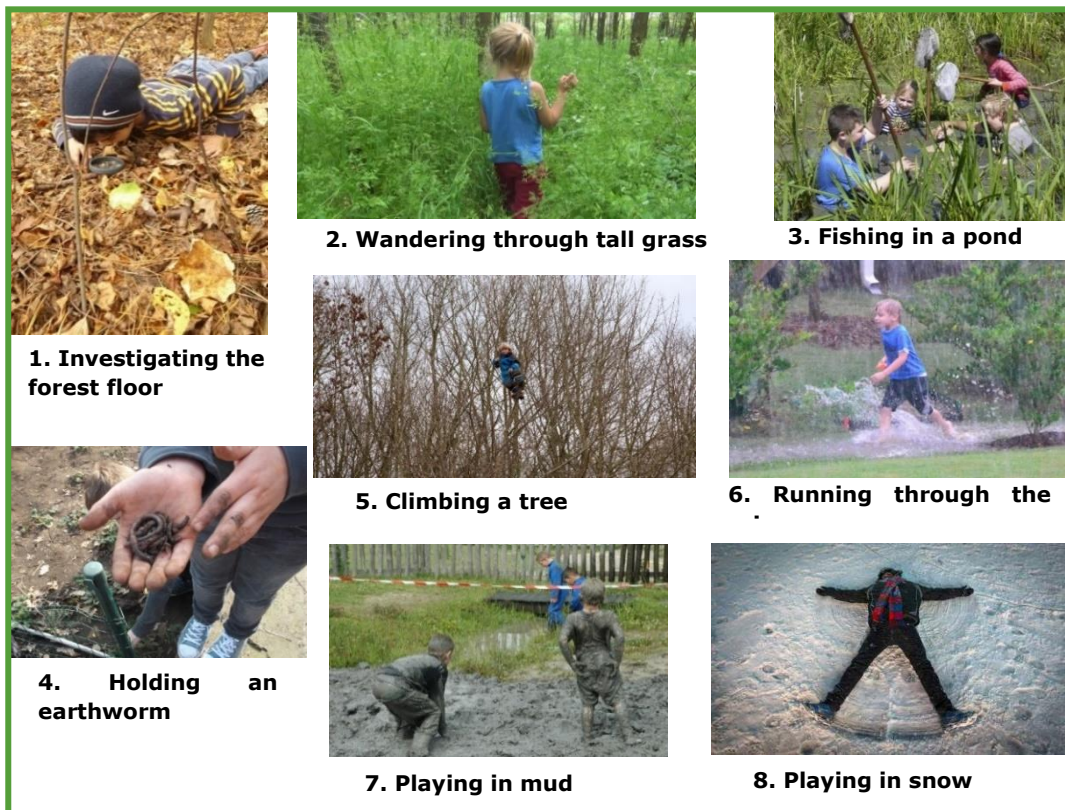 1. Investigating the
forest floor
2. Wandering through tall grass
3. Fishing in a pond
4. Holding an
earthworm
5. Climbing a tree
6. Running through the
7. Playing in mud
8. Playing in snow